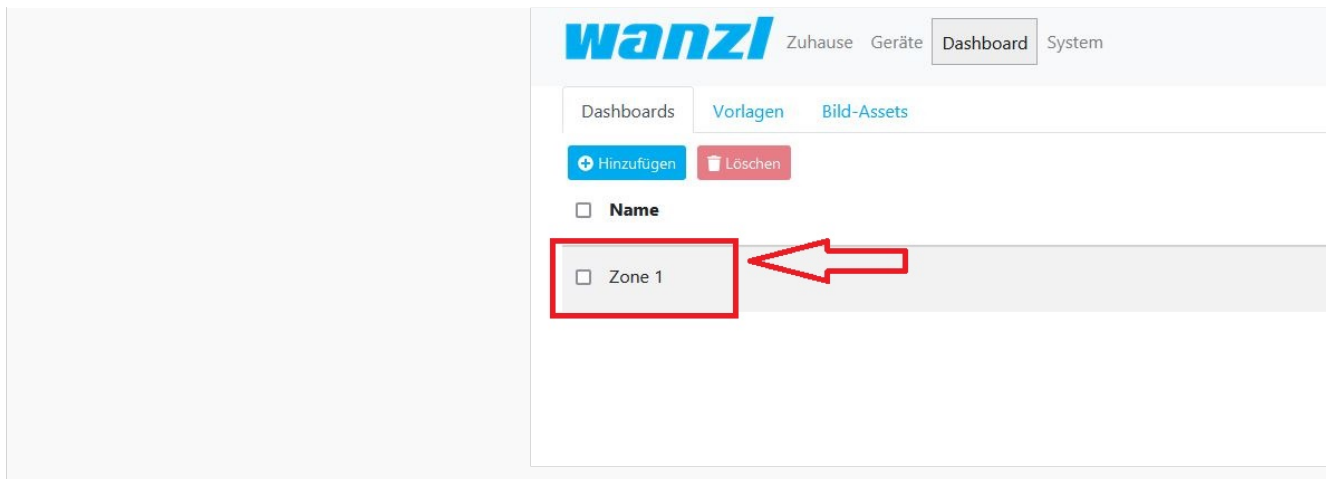 wanzl Zuhause Geräte Dashboard System
Dashboards Vorlagen Bild-Assets
Hinzufügen Löschen
Name
Zone 1